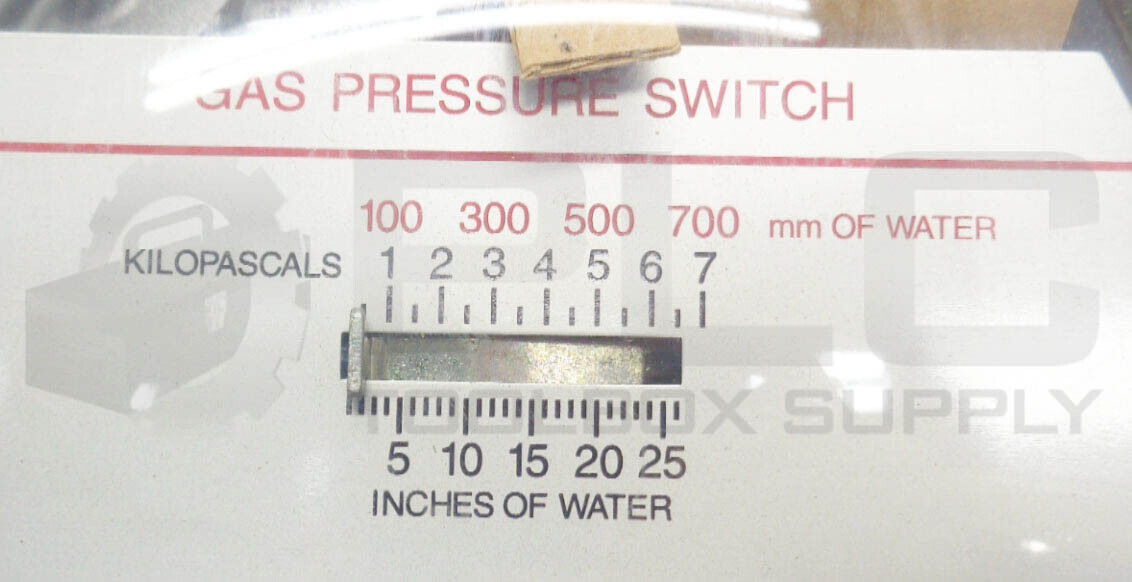 GAS PRESSURE SWITCH
100 300 500 700 mm OF WATER
KILOPASCALS 1 2 3 4 5 6 7
5 10 15 20 25
INCHES OF WATER
PLC
TOOLBOX SUPPLY